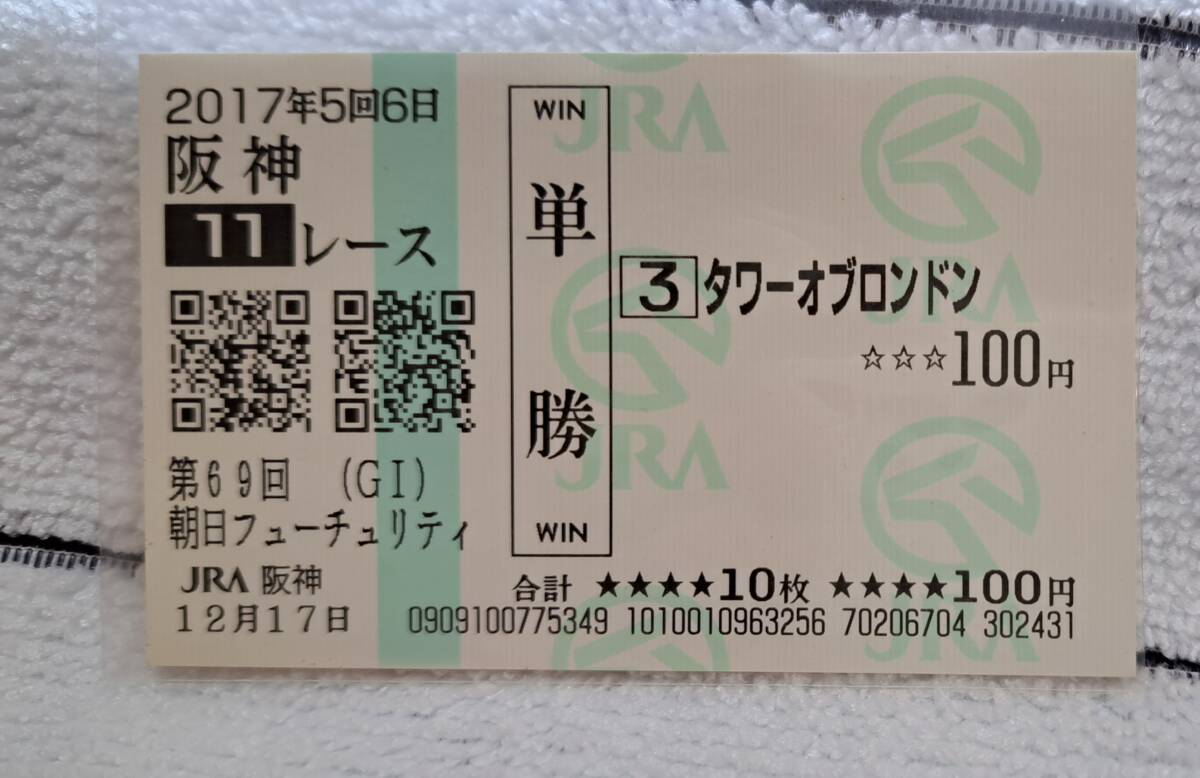 2017年5回6日
阪神
11レース
第69回 (GI)
朝日フューチュリティ
JRA 阪神
12月17日
WIN
単勝
WIN
3 タワーオブロンドン
☆☆☆100円
合計 ★★★★10枚 ★★★★100円
0909100775349 1010010963256 70206704 302431
JRA
JRA
JRA
JRA